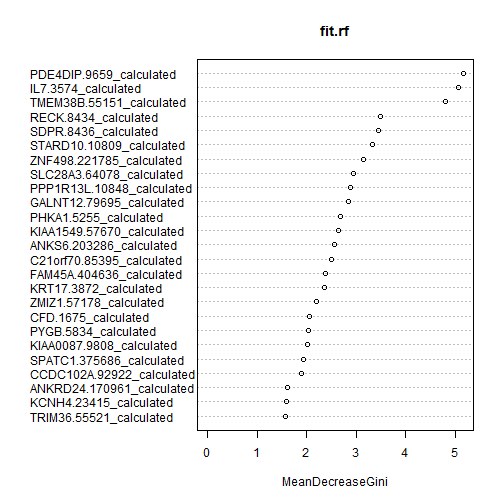 fit.rf
PDE4DIP.9659_calculated
IL7.3574_calculated
TMEM38B.55151_calculated
RECK.8434_calculated
SDPR.8436_calculated
STARD10.10809_calculated
ZNF498.221785_calculated
SLC28A3.64078_calculated
PPP1R13L.10848_calculated
GALNT12.79695_calculated
PHKA1.5255_calculated
KIAA1549.57670_calculated
ANKS6.203286_calculated
C21orf70.85395_calculated
FAM45A.404636_calculated
KRT17.3872_calculated
ZMIZ1.57178_calculated
CFD.1675_calculated
PYGB.5834_calculated
KIAA0087.9808_calculated
SPATC1.375686_calculated
CCDC102A.92922_calculated
ANKRD24.170961_calculated
KCNH4.23415_calculated
TRIM36.55521_calculated
0 1 2 3 4 5
MeanDecreaseGini